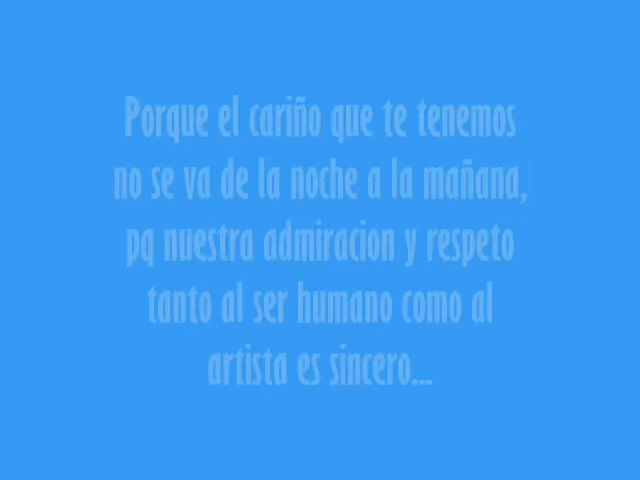 Porque el cariño que te tenemos
no se va de la noche a la mañana,
pq nuestra admiracion y respeto
tanto al ser humano como al
artista es sincero...